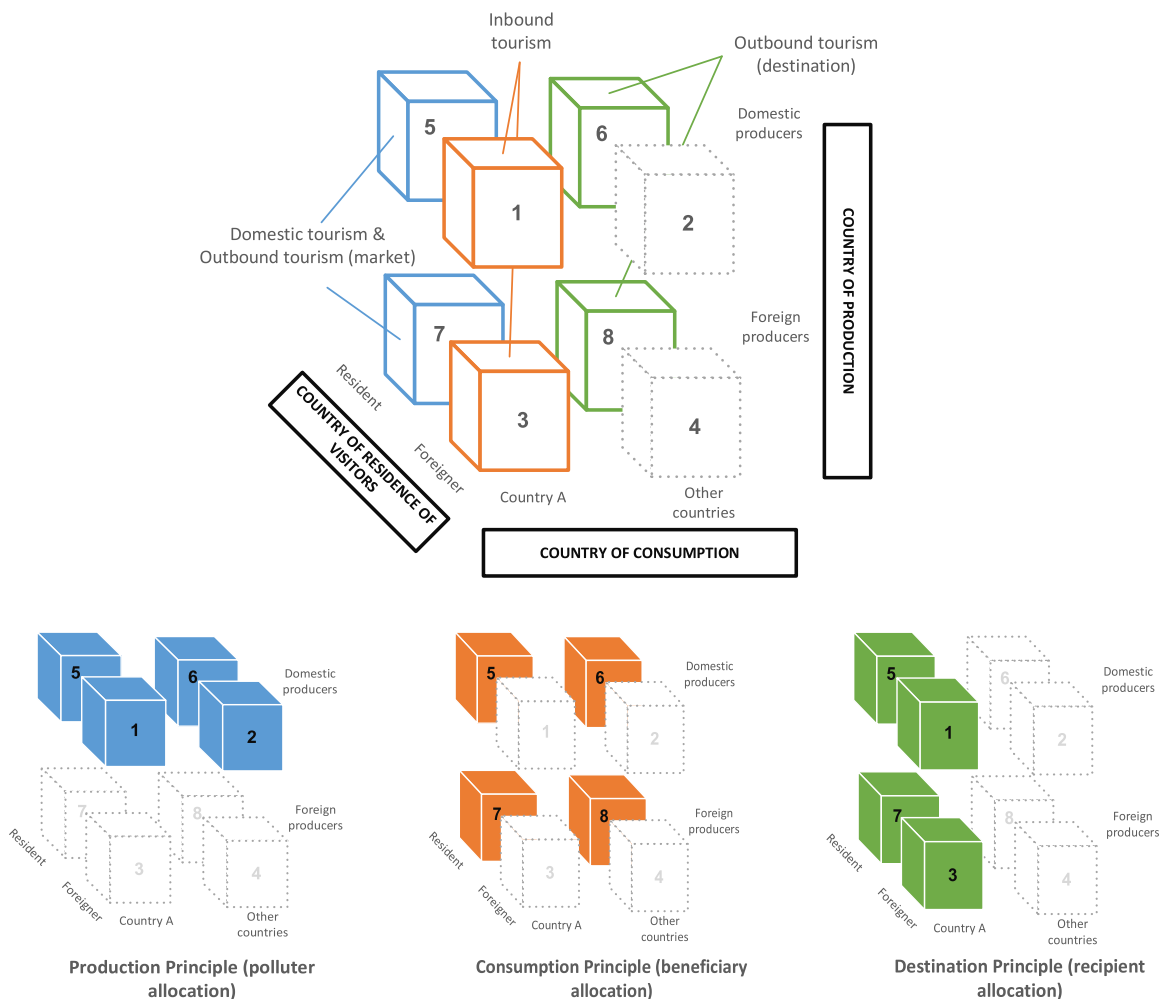 Inbound
tourism
Outbound tourism
(destination)
Domestic
producers
5
6
1
2
Domestic tourism &
Outbound tourism (market)
COUNTRY OF PRODUCTION
Foreign
producers
7
8
3
4
Resident
COUNTRY OF RESIDENCE OF
VISITORS
Foreigner
Country A
Other
countries
COUNTRY OF CONSUMPTION
5
6
1
2
Domestic
producers
7
8
3
4
Foreign
producers
Resident
Foreigner
Country A
Other
countries
Production Principle (polluter
allocation)
5
6
1
2
Domestic
producers
7
8
3
4
Foreign
producers
Resident
Foreigner
Country A
Other
countries
Consumption Principle (beneficiary
allocation)
5
6
1
2
Domestic
producers
7
8
3
4
Foreign
producers
Resident
Foreigner
Country A
Other
countries
Destination Principle (recipient
allocation)